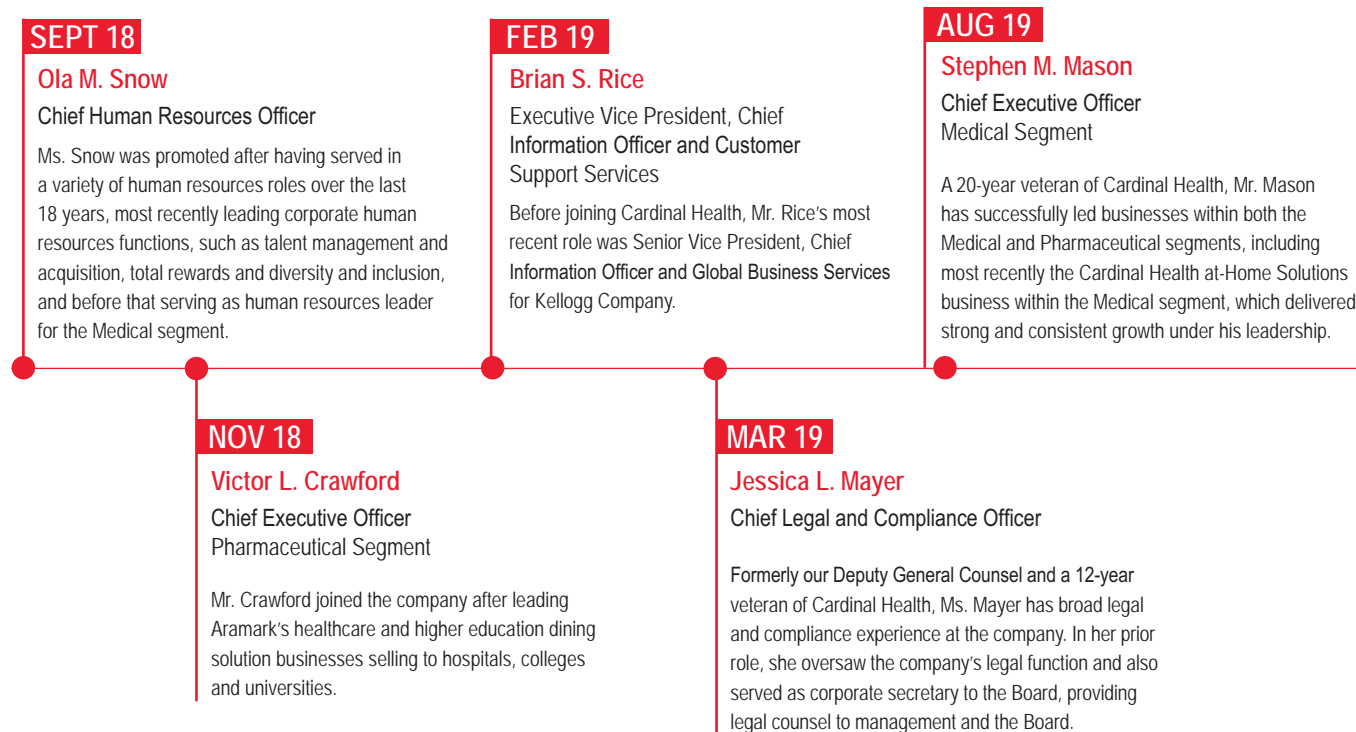 SEPT 18
Ola M. Snow
Chief Human Resources Officer
Ms. Snow was promoted after having served in
a variety of human resources roles over the last
18 years, most recently leading corporate human
resources functions, such as talent management and
acquisition, total rewards and diversity and inclusion,
and before that serving as human resources leader
for the Medical segment.
NOV 18
Victor L. Crawford
Chief Executive Officer
Pharmaceutical Segment
Mr. Crawford joined the company after leading
Aramark’s healthcare and higher education dining
solution businesses selling to hospitals, colleges
and universities.
FEB 19
Brian S. Rice
Executive Vice President, Chief
Information Officer and Customer
Support Services
Before joining Cardinal Health, Mr. Rice’s most
recent role was Senior Vice President, Chief
Information Officer and Global Business Services
for Kellogg Company.
MAR 19
Jessica L. Mayer
Chief Legal and Compliance Officer
Formerly our Deputy General Counsel and a 12-year
veteran of Cardinal Health, Ms. Mayer has broad legal
and compliance experience at the company. In her prior
role, she oversaw the company’s legal function and also
served as corporate secretary to the Board, providing
legal counsel to management and the Board.
AUG 19
Stephen M. Mason
Chief Executive Officer
Medical Segment
A 20-year veteran of Cardinal Health, Mr. Mason
has successfully led businesses within both the
Medical and Pharmaceutical segments, including
most recently the Cardinal Health at-Home Solutions
business within the Medical segment, which delivered
strong and consistent growth under his leadership.